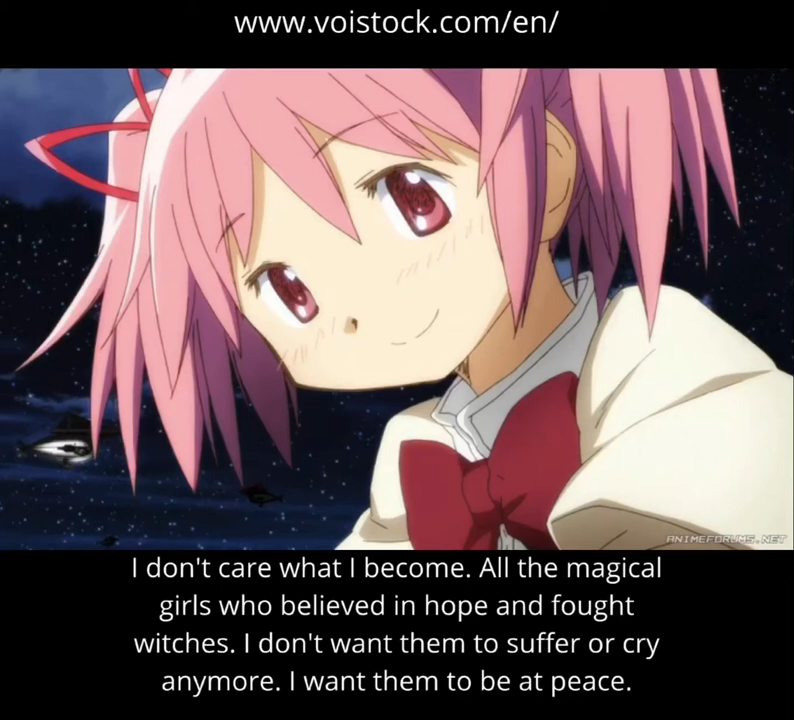 www.voistock.com/en/
ANIMEFORUMS.NET
I don't care what I become. All the magical
girls who believed in hope and fought
witches. I don't want them to suffer or cry
anymore. I want them to be at peace.